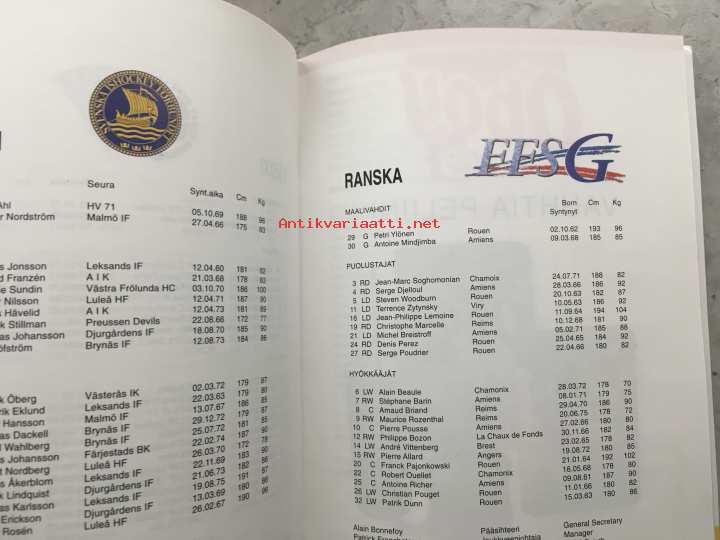 SVENSKA ISHOCKEY FÖRBUNDET
Seura Synt.aika Cm Kg
HV 71 05.10.69 188 96
Nordström Malmö IF 27.04.66 175 83
Jonsson Leksands IF 12.04.60 181 82
Franzén A I K 21.03.68 178 83
Sundin Västra Frölunda HC 03.10.70 186 100
Nilsson Luleå HF 12.04.71 187 90
Hävelid A I K 12.04.73 181 89
Stillman Preussen Devils 22.08.66 172 77
Johansson Djurgårdens IF 18.08.70 185 90
Brynäs IF 12.08.73 184 86
Öberg Västerås IK 02.03.72 179 87
Eklund Leksands IF 22.03.63 179 80
Hansson Malmö IF 13.07.67 186 85
Dackell Brynäs IF 29.12.72 179
Wahlberg Brynäs IF 25.07.72 181 90
Johansson Färjestads BK 22.02.74 187 90
Nordberg Luleå HF 26.03.70 172
Åkerblom Leksands IF 22.11.69 183
Lindquist Djurgårdens IF 21.06.73 182
Karlsson Djurgårdens IF 19.08.75
Erickson Leksands IF 13.03.69 180
Rosén Luleå HF 26.02.67 190
Antikvariaatti.net
FFSG
RANSKA
MAALIVAHDIT Born Cm Kg
Syntynyt
29 G Petri Ylönen Rouen 02.10.62 193 96
30 G Antoine Mindjimba Amiens 09.03.68 185 85
PUOLUSTAJAT
3 RD Jean-Marc Soghomonian Chamoix 24.07.71 188 82
4 RD Serge Djelloul Amiens 28.03.66 186 92
5 LD Steven Woodburn Rouen 20.10.63 182 87
11 LD Terrence Zytynsky Viry 10.05.63 186 92
18 LD Jean-Philippe Lemoine Rouen 11.09.64 194 104
19 RD Christophe Marcelle Reims 10.12.68 181 90
21 LD Michel Breistroff Amiens 05.02.71 185 88
24 RD Denis Perez Rouen 25.04.65 184 92
27 RD Serge Poudrier Rouen 22.04.66 180 82
HYÖKKÄÄJÄT
6 LW Alain Beaule Chamonix 28.03.72 178 70
7 RW Stéphane Barin Amiens 08.01.71 179 75
8 C Arnaud Briand Reims 29.04.70 186 90
9 RW Maurice Rozenthal Reims 20.06.75 178 72
10 C Pierre Pousse Amiens 27.02.66 180 80
12 RW Philippe Bozon La Chaux de Fonds 30.11.66 182 84
14 LW André Vittenberg Brest 23.02.65 178 82
15 RW Pierre Allard Angers 19.08.72 180 85
20 C Franck Pajonkowski Rouen 21.01.64 192 102
22 C Robert Ouellet Chamonix 18.05.68 178 80
25 C Antoine Richer Amiens 09.08.61 187 90
26 LW Christian Pouget Rouen 11.01.66 180 82
32 LW Patrik Dunn Rouen 15.03.63 180 86
Alain Bonnefoy Pääsihteeri General Secretary
Joukkueenjohtaja Manager